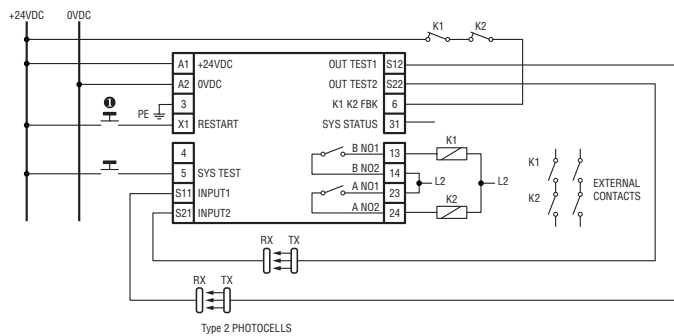 +24VDC 0VDC
K1 K2
A1 +24VDC OUT TEST1 S12
A2 0VDC OUT TEST2 S22
❶ PE 3 K1 K2 FBK 6
X1 RESTART SYS STATUS 31
4 B NO1 13 K1
5 SYS TEST B NO2 14 L2 L2
S11 INPUT1 A NO1 23
S21 INPUT2 A NO2 24 K2
K1
K2
EXTERNAL
CONTACTS
RX TX
RX TX
Type 2 PHOTOCELLS